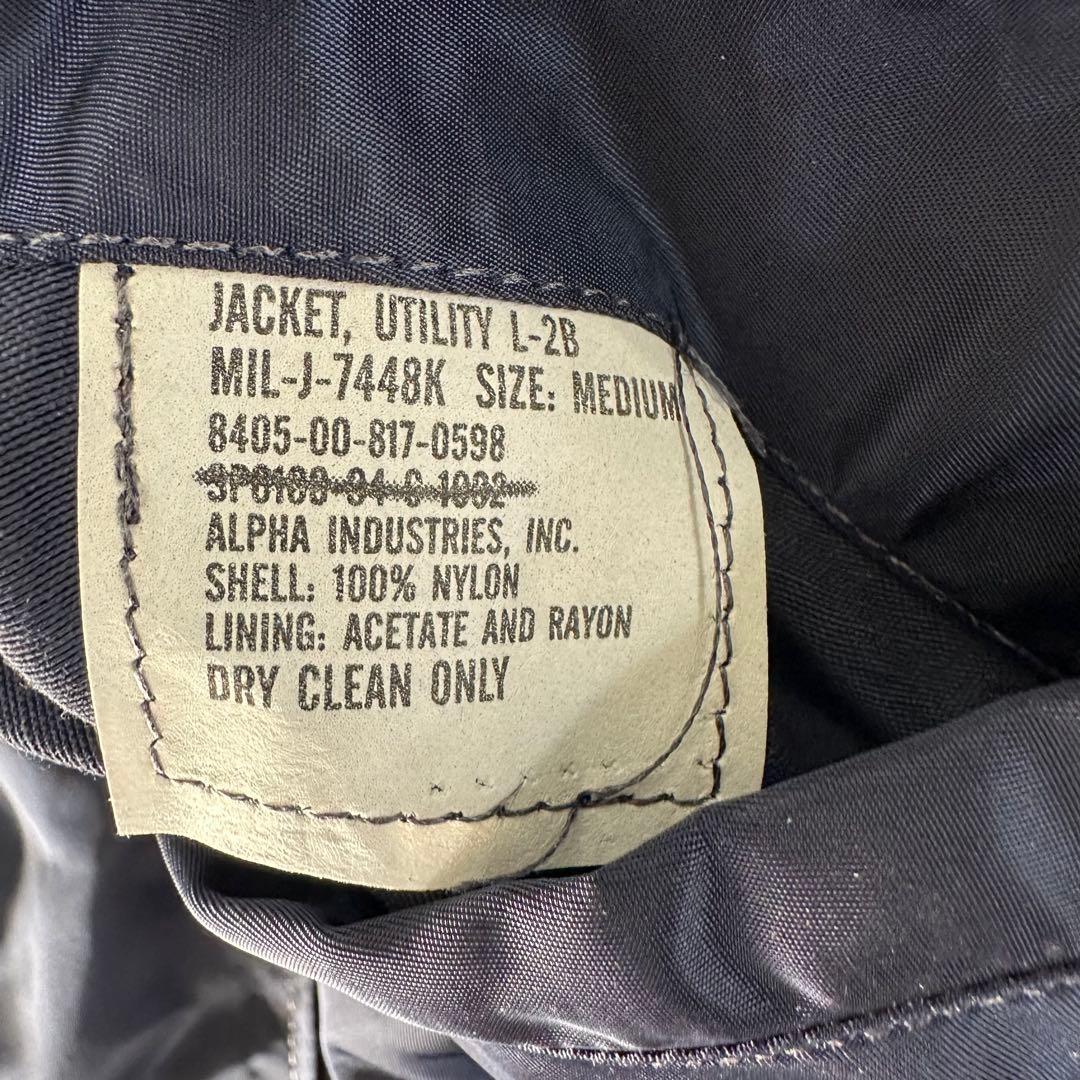 JACKET, UTILITY L-2B
MIL-J-7448K SIZE: MEDIUM
8405-00-817-0598
ALPHA INDUSTRIES, INC.
SHELL: 100% NYLON
LINING: ACETATE AND RAYON
DRY CLEAN ONLY